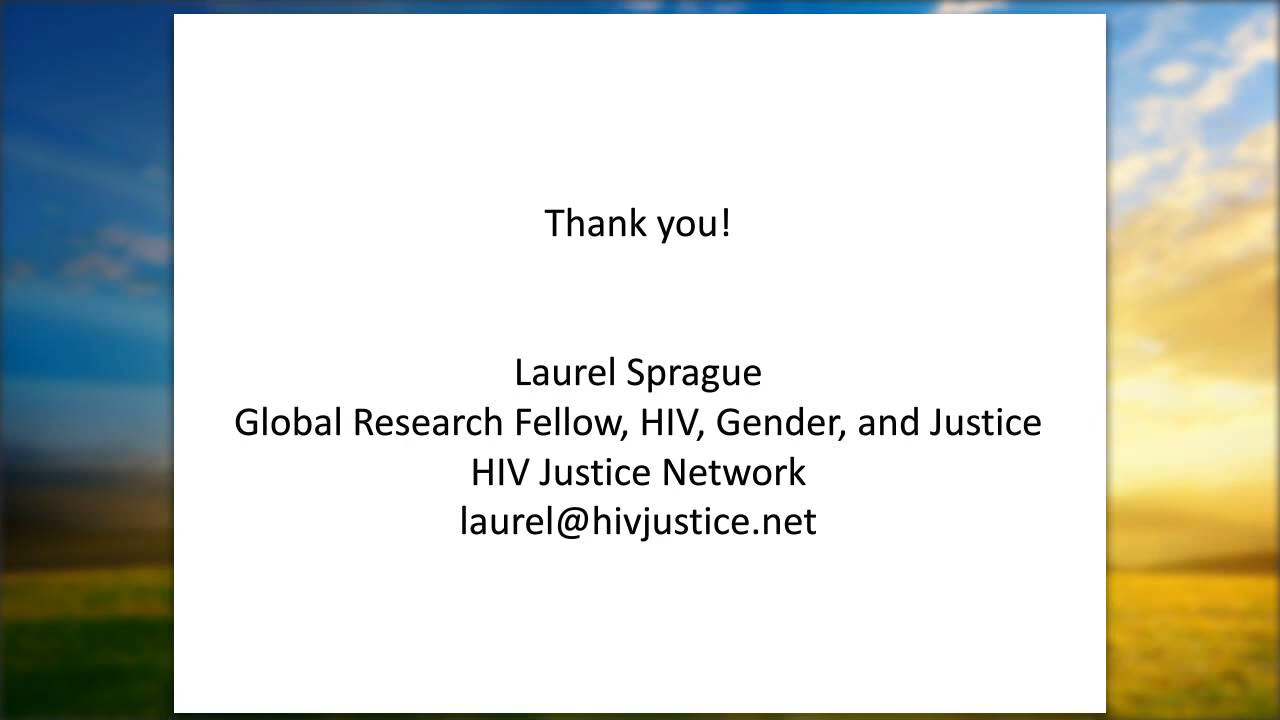 Thank you!
Laurel Sprague
Global Research Fellow, HIV, Gender, and Justice
HIV Justice Network
laurel@hivjustice.net